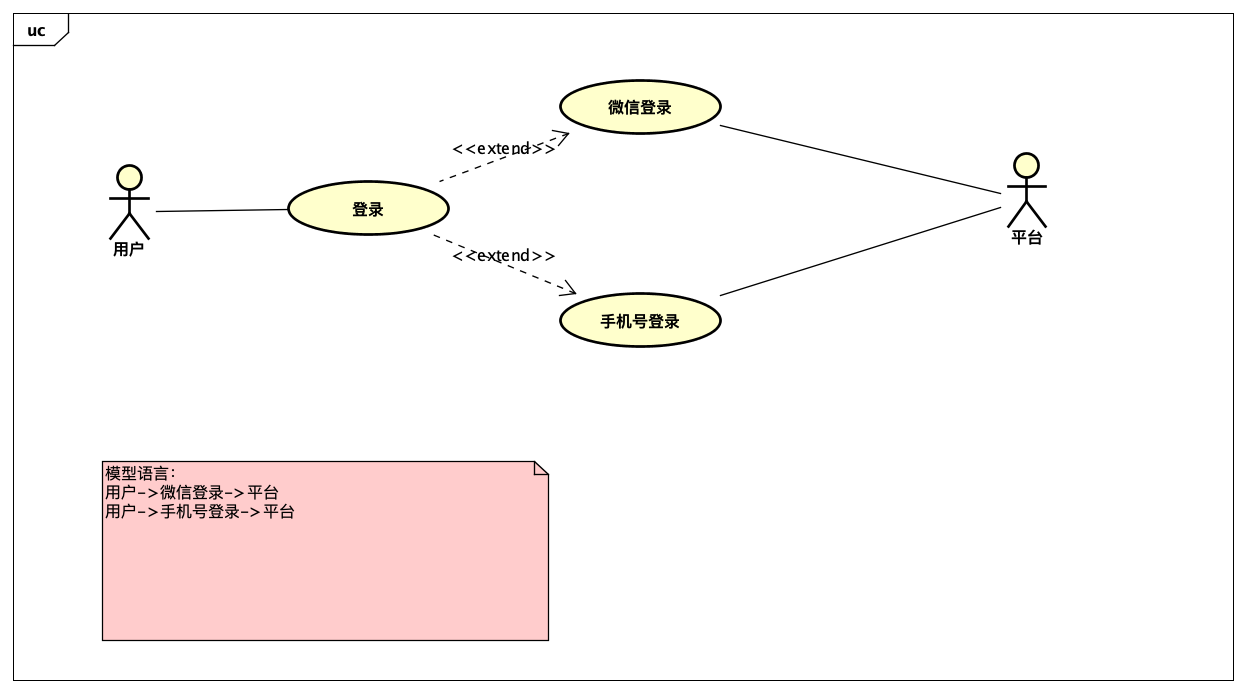 uc
微信登录
<<extend>>
用户
登录
平台
<<extend>>
手机号登录
模型语言：
用户->微信登录->平台
用户->手机号登录->平台